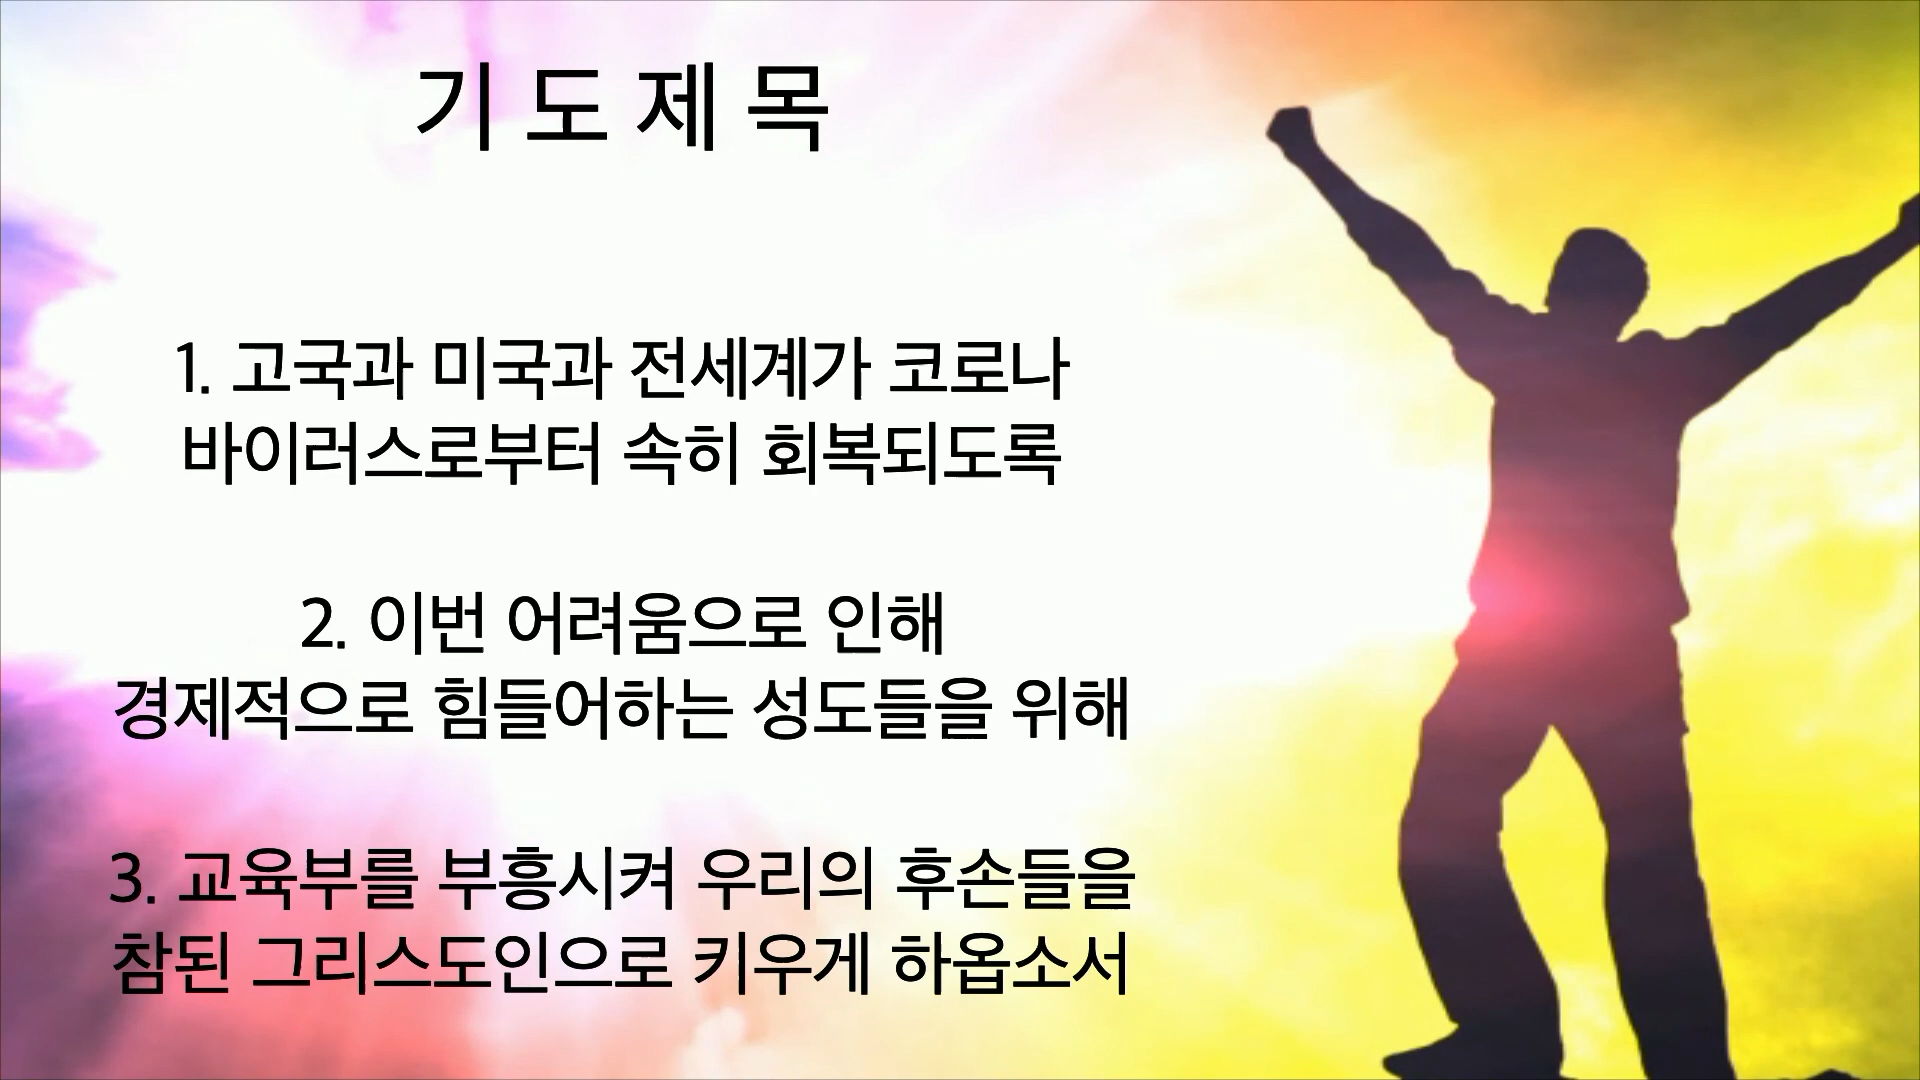 기도제목
1. 고국과 미국과 전세계가 코로나
바이러스로부터 속히 회복되도록
2. 이번 어려움으로 인해
경제적으로 힘들어하는 성도들을 위해
3. 교육부를 부흥시켜 우리의 후손들을
참된 그리스도인으로 키우게 하옵소서